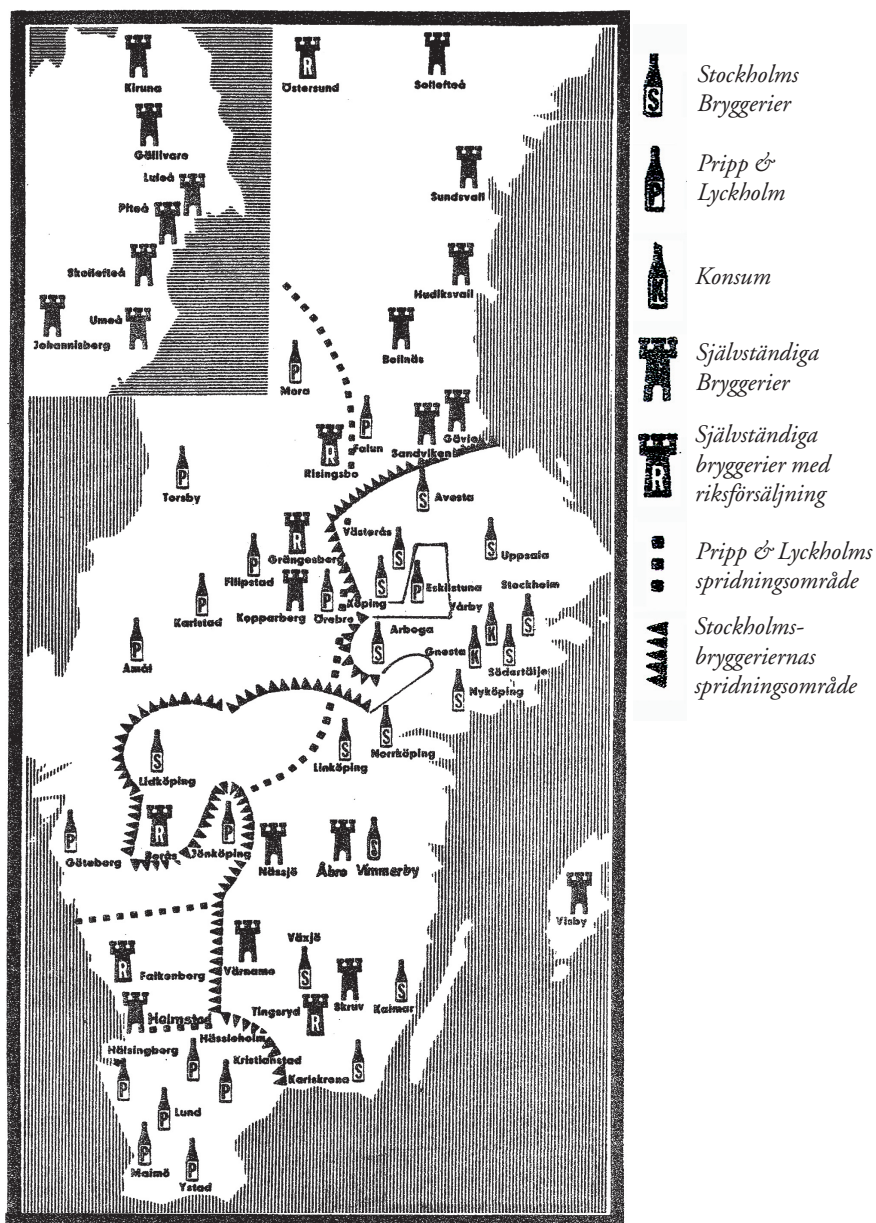 Kiruna
Östersund
Sollefteå
Gällivare
Luleå
Piteå
Sundsvall
Skellefteå
Hudiksvall
Johannisberg
Umeå
Bollnäs
Mora
Falun
Gävle
Sandviken
Risingsbo
Torsby
Avesta
Västerås
Uppsala
Grängesberg
Filipstad
Köping
Eskilstuna
Stockholm
Karlstad
Kopparberg
Örebro
Vårby
Arboga
Gnesta
Åmål
Södertälje
Nyköping
Norrköping
Linköping
Lidköping
Göteborg
Borås
Jönköping
Nässjö
Åbro
Vimmerby
Visby
Falkenberg
Värnamo
Växjö
Halmstad
Tingsryd
Skruv
Kalmar
Hässleholm
Hälsingborg
Kristianstad
Karlskrona
Lund
Malmö
Ystad
S
Stockholms
Bryggerier
P
Pripp &
Lyckholm
K
Konsum
Självständiga
Bryggerier
R
Självständiga
bryggerier med
riksförsäljning
Pripp & Lyckholms
spridningsområde
Stockholms-
bryggeriernas
spridningsområde